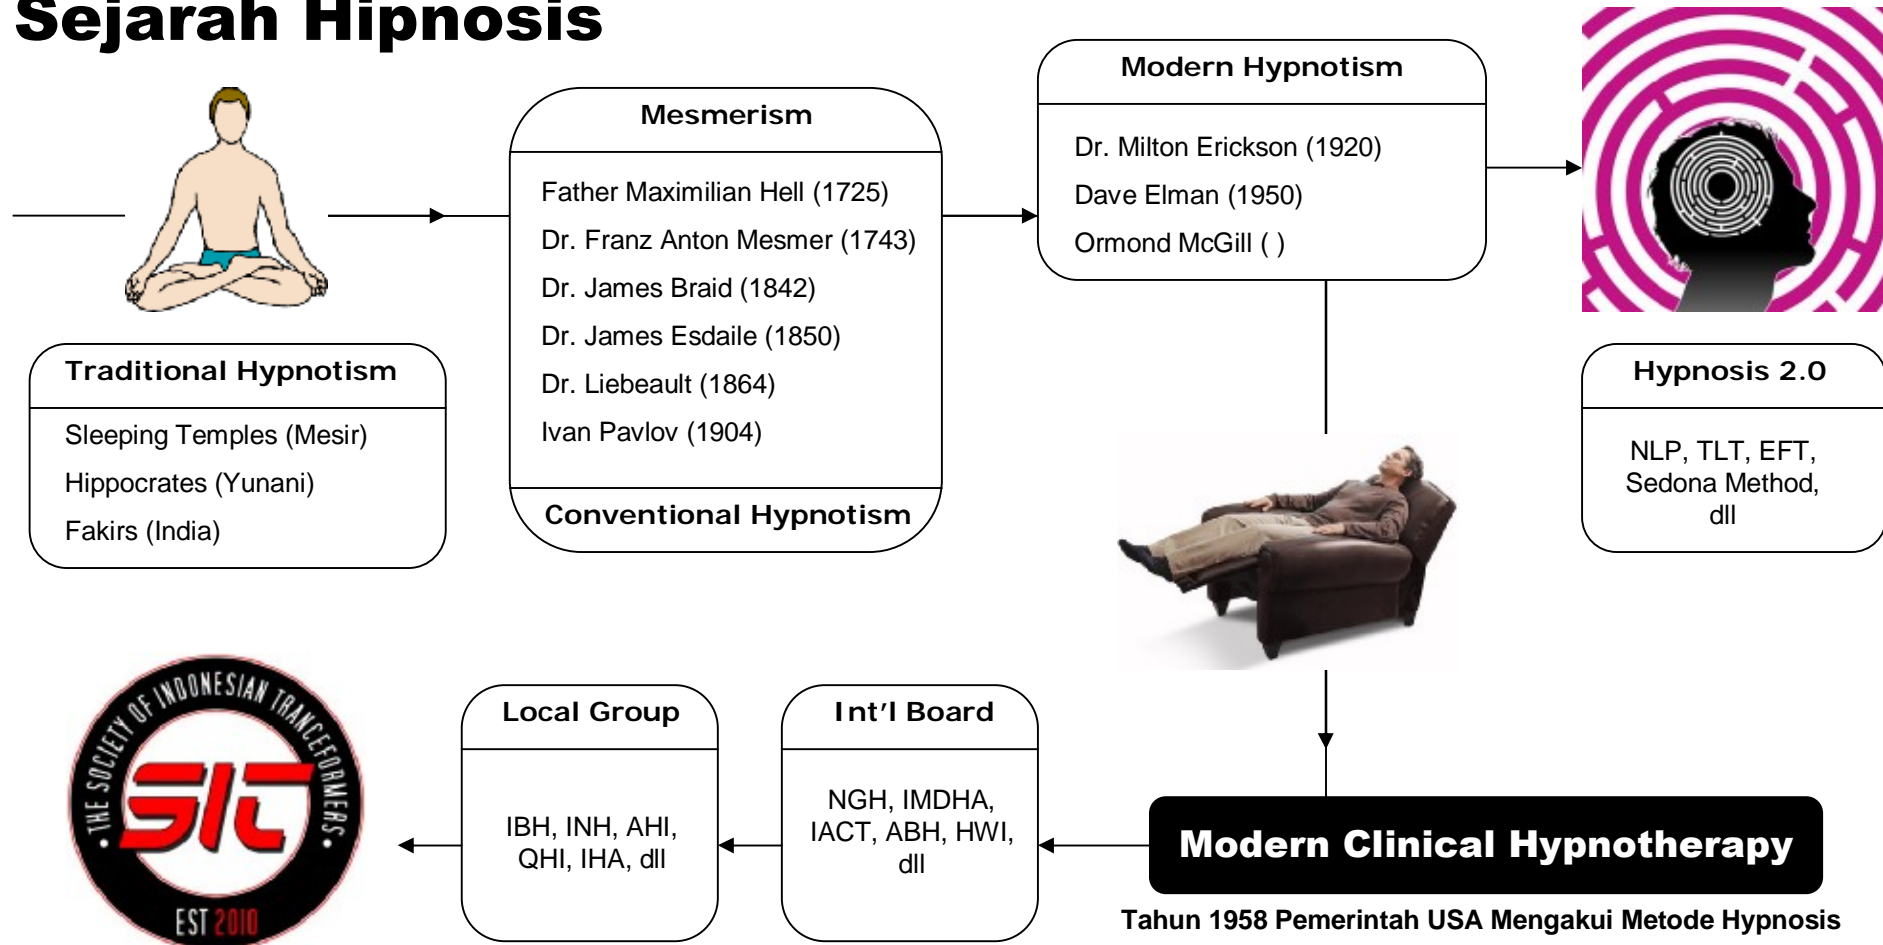 Sejarah Hipnosis
Traditional Hypnotism
Sleeping Temples (Mesir)
Hippocrates (Yunani)
Fakirs (India)
Mesmerism
Father Maximilian Hell (1725)
Dr. Franz Anton Mesmer (1743)
Dr. James Braid (1842)
Dr. James Esdaile (1850)
Dr. Liebeault (1864)
Ivan Pavlov (1904)
Conventional Hypnotism
Modern Hypnotism
Dr. Milton Erickson (1920)
Dave Elman (1950)
Ormond McGill ( )
Hypnosis 2.0
NLP, TLT, EFT,
Sedona Method,
dll
Modern Clinical Hypnotherapy
Tahun 1958 Pemerintah USA Mengakui Metode Hypnosis
Int'l Board
NGH, IMDHA,
IACT, ABH, HWI,
dll
Local Group
IBH, INH, AHI,
QHI, IHA, dll
• THE SOCIETY OF INDONESIAN TRANCEFORMERS •
SIT
EST 2010